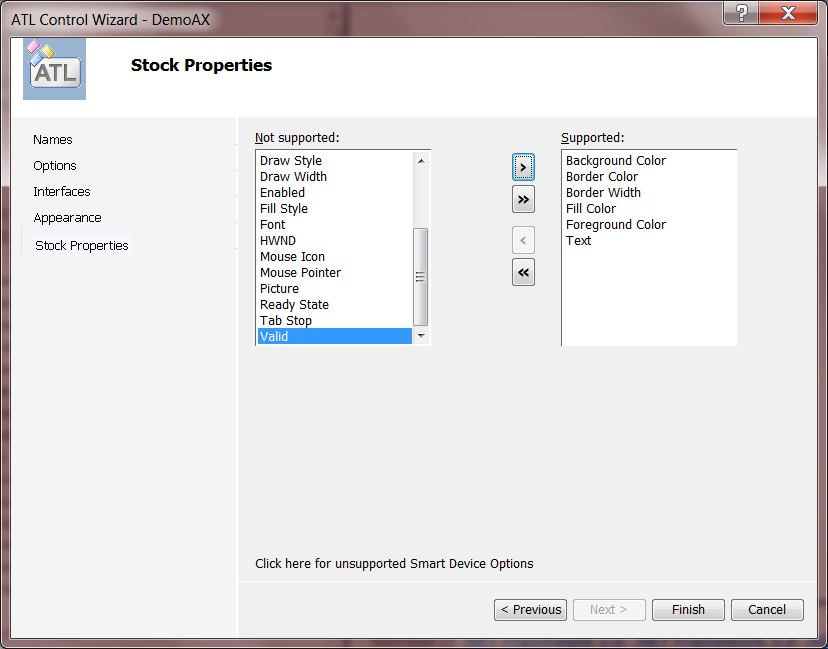 ATL Control Wizard - DemoAX
ATL
Stock Properties
Names
Options
Interfaces
Appearance
Stock Properties
Not supported:
Draw Style
Draw Width
Enabled
Fill Style
Font
HWND
Mouse Icon
Mouse Pointer
Picture
Ready State
Tab Stop
Valid
>
>>
<
<<
Supported:
Background Color
Border Color
Border Width
Fill Color
Foreground Color
Text
Click here for unsupported Smart Device Options
< Previous
Next >
Finish
Cancel